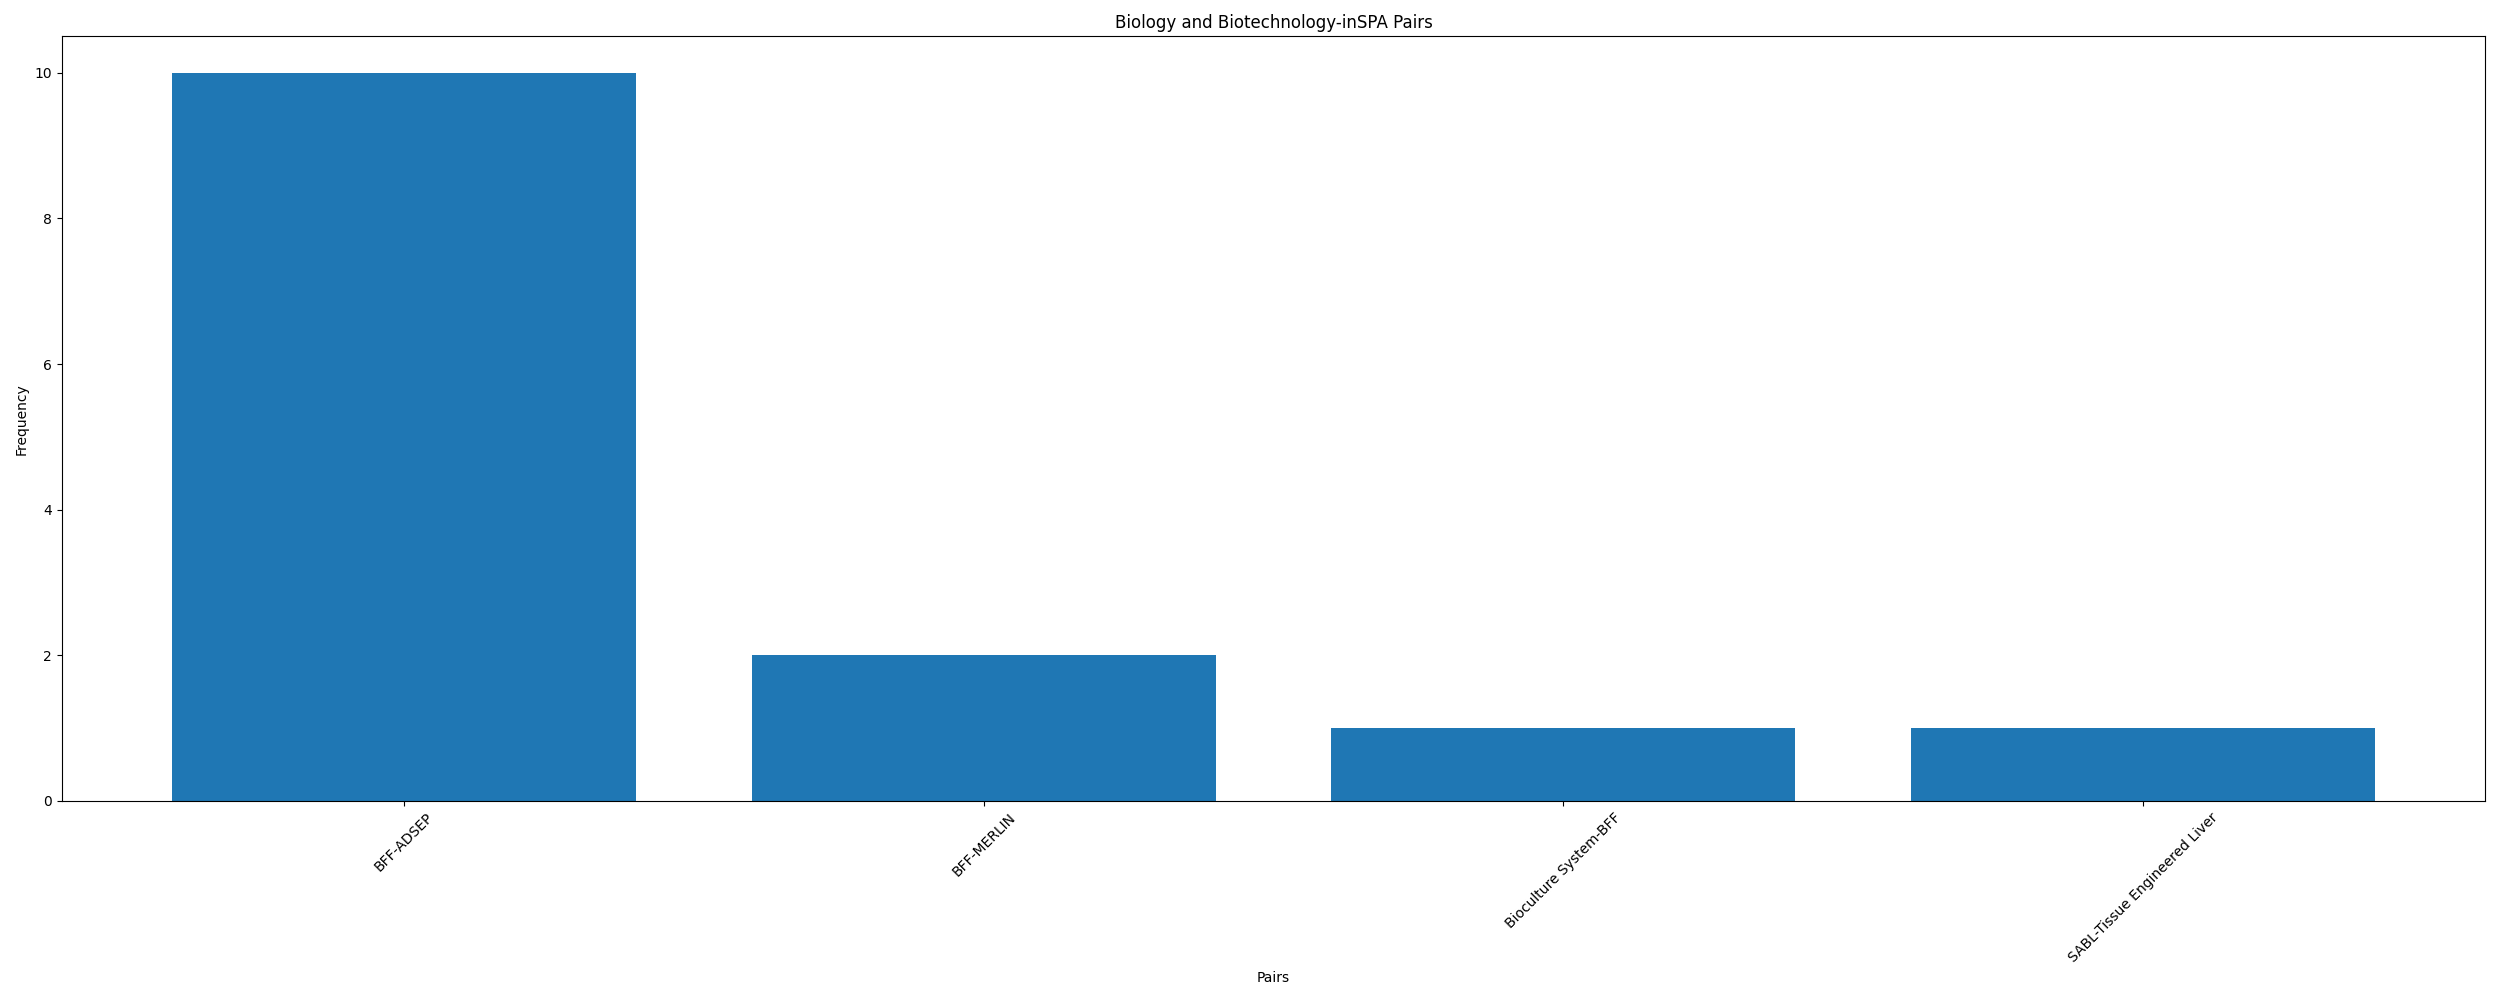 Biology and Biotechnology-inSPA Pairs
Frequency
10
8
6
4
2
0
BFF-ADSEP
BFF-MERLIN
Bioculture System-BFF
SABL-Tissue Engineered Liver
Pairs